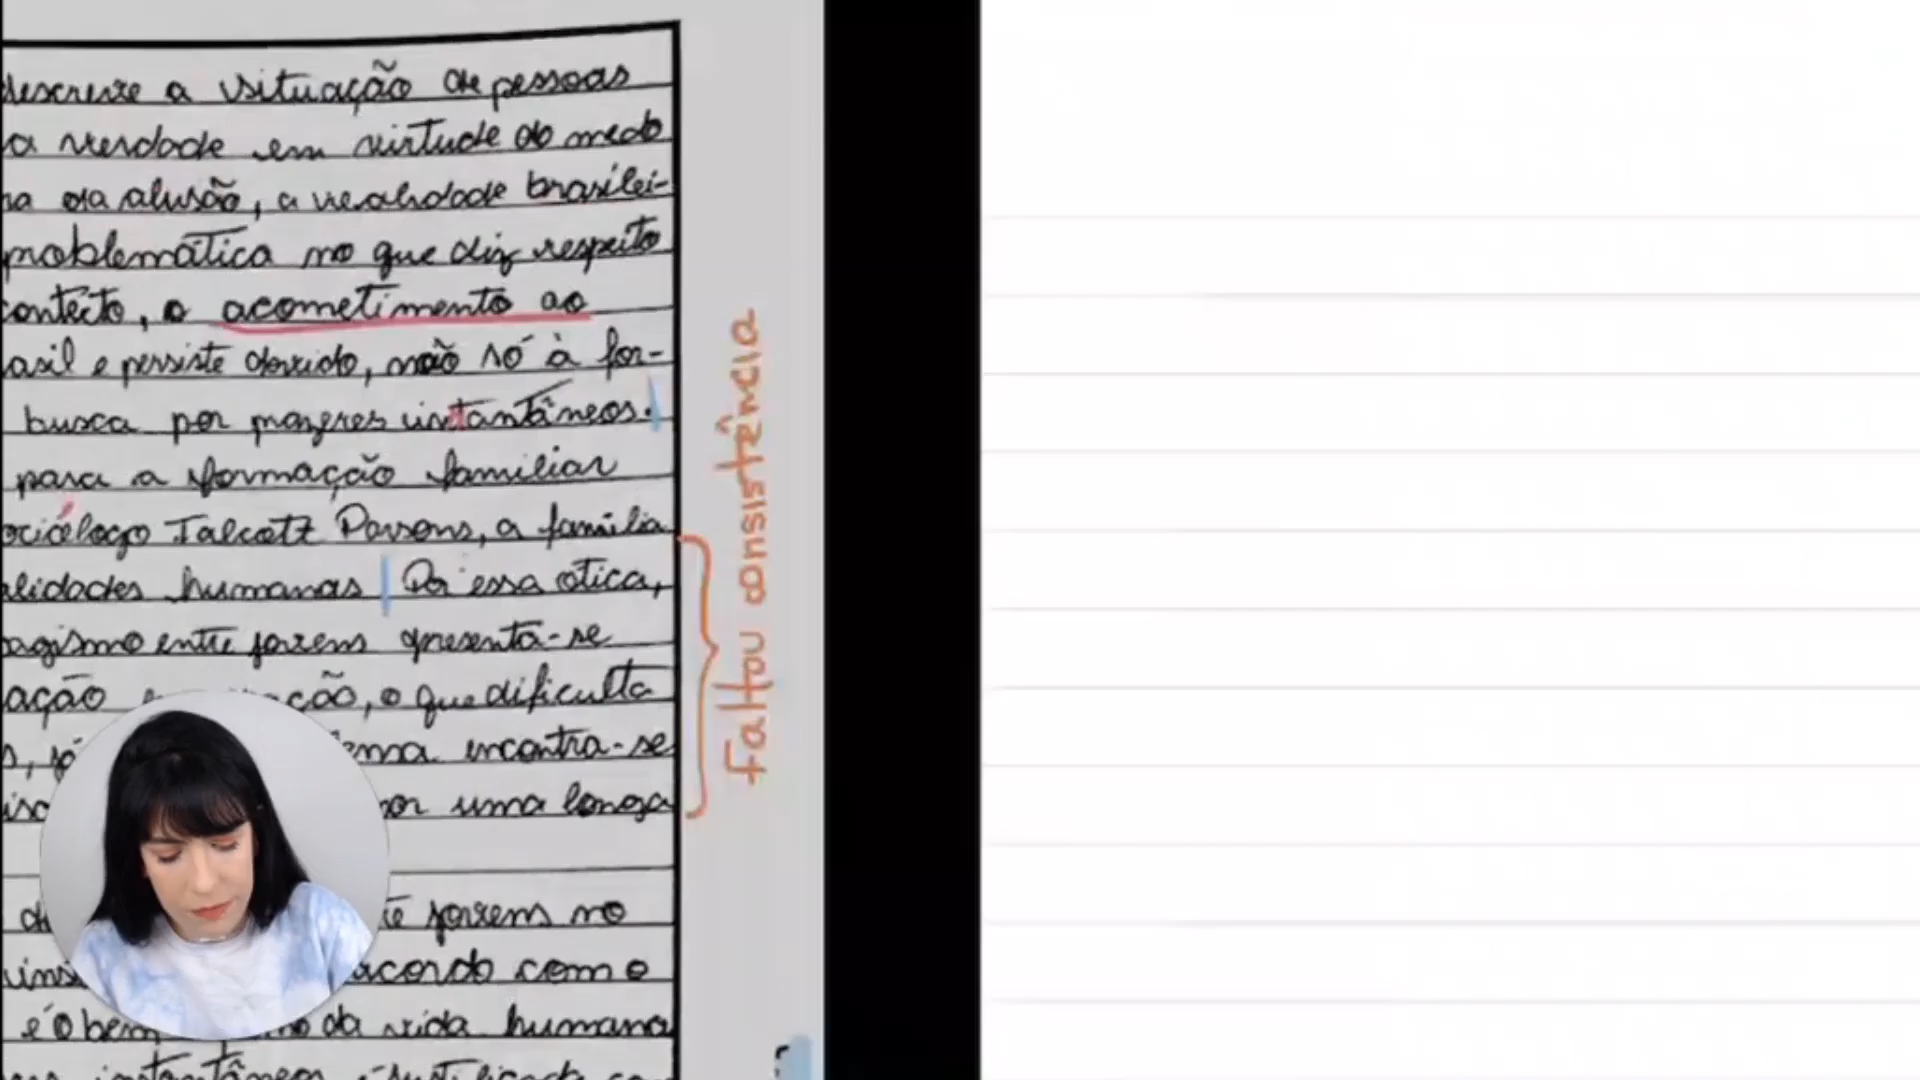 descreve a situação de pessoas
a verdade em virtude do medo
da alusão, a realidade brasilei-
problemática no que diz respeito
contexto, o acometimento ao
asil e persiste devido, não só à for-
busca por prazeres instantâneos.
para a formação familiar
ociólogo Talcott Parsons, a família
alidades humanas Por essa ótica,
agismo entre jovens apresenta-se
ação ção, o que dificulta
encontra-se
por uma longa
jovens no
acordo com o
é o bem da vida humana
instantâneos
Faltou consistência